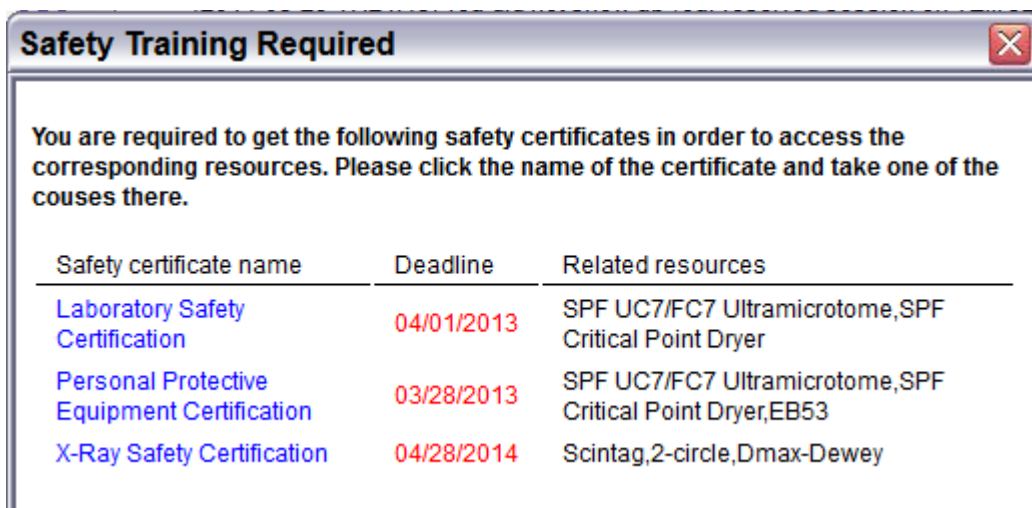 Safety Training Required
You are required to get the following safety certificates in order to access the
corresponding resources. Please click the name of the certificate and take one of the
couses there.
Safety certificate name Deadline Related resources
Laboratory Safety
Certification
04/01/2013
SPF UC7/FC7 Ultramicrotome,SPF
Critical Point Dryer
Personal Protective
Equipment Certification
03/28/2013
SPF UC7/FC7 Ultramicrotome,SPF
Critical Point Dryer,EB53
X-Ray Safety Certification 04/28/2014 Scintag,2-circle,Dmax-Dewey